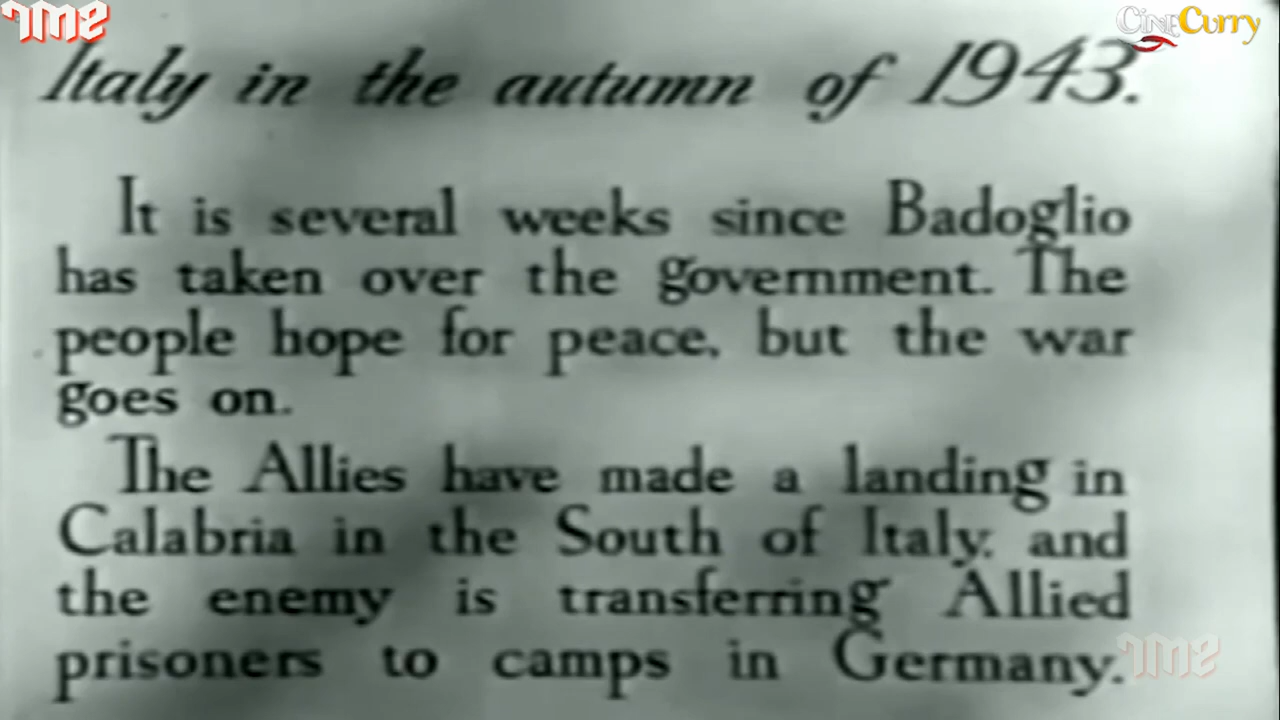 CineCurry
Italy in the autumn of 1943.
It is several weeks since Badoglio
has taken over the government. The
people hope for peace, but the war
goes on.
The Allies have made a landing in
Calabria in the South of Italy, and
the enemy is transferring Allied
prisoners to camps in Germany.